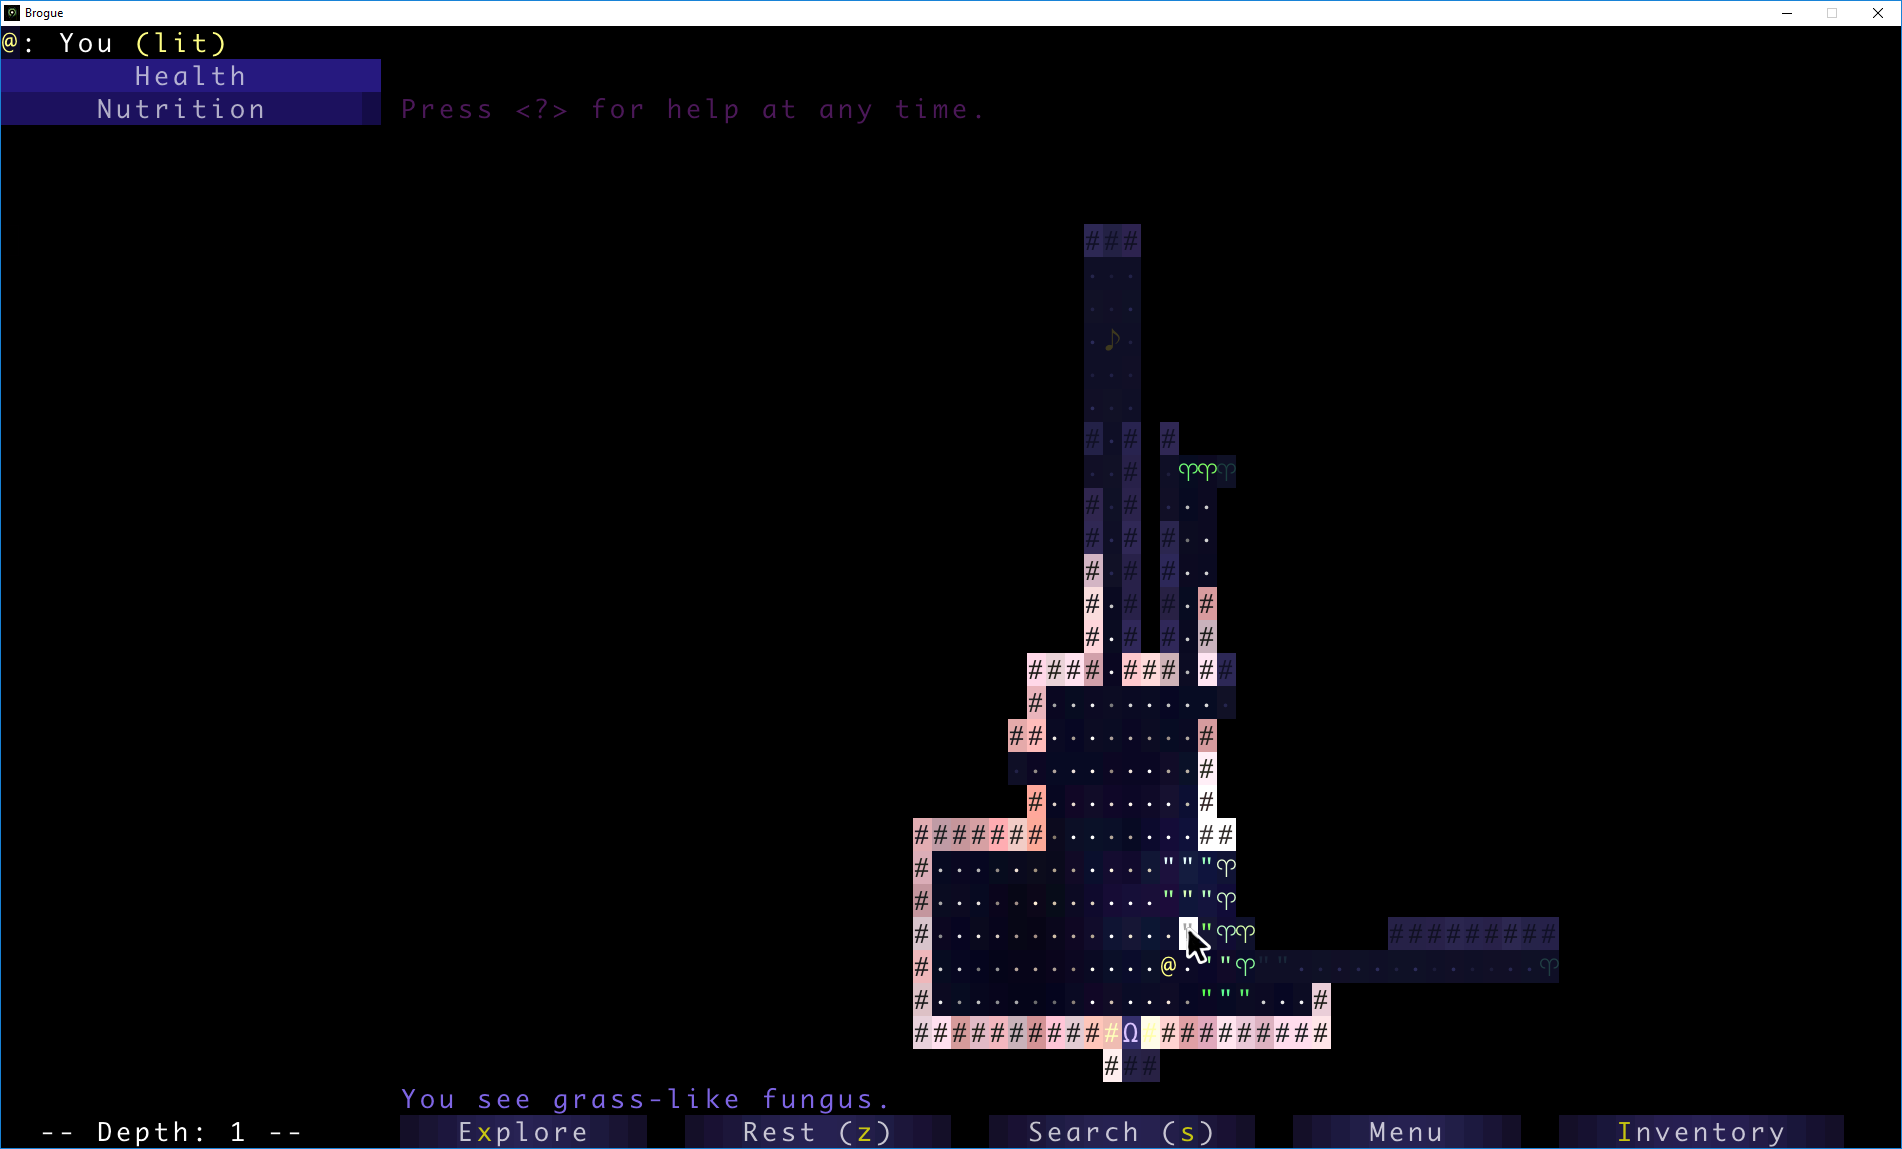 Brogue
@: You (lit)
Health
Nutrition
Press <?> for help at any time.
You see grass-like fungus.
-- Depth: 1 --
Explore
Rest (z)
Search (s)
Menu
Inventory